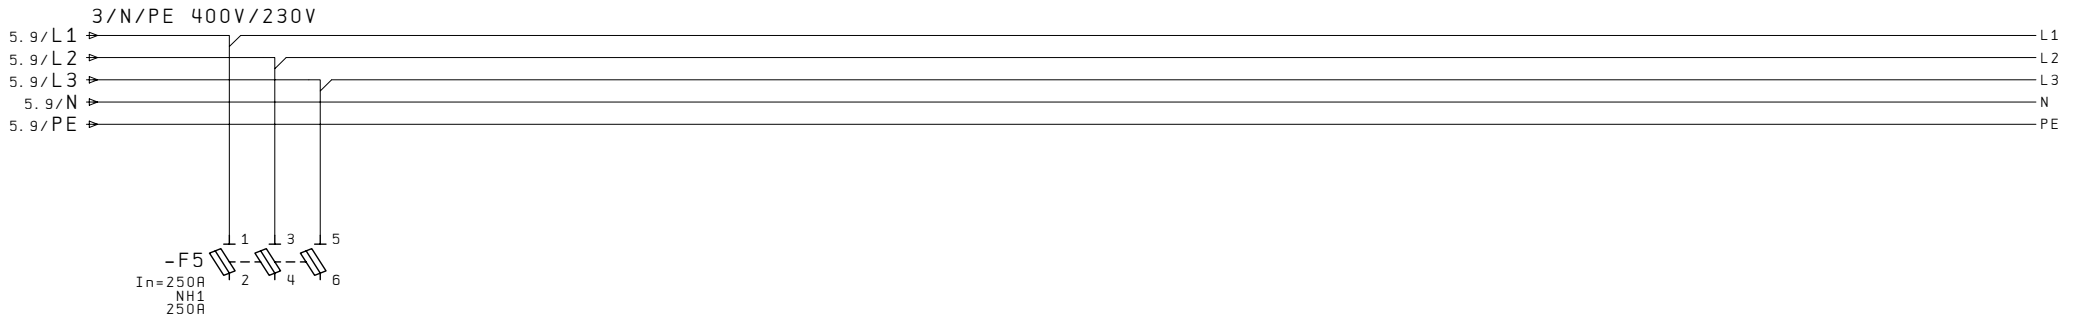 3/N/PE 400V/230V
5.9/L1 L1
5.9/L2 L2
5.9/L3 L3
5.9/N N
5.9/PE PE
1 3 5
-F5
2 4 6
In=250A
NH1
250A